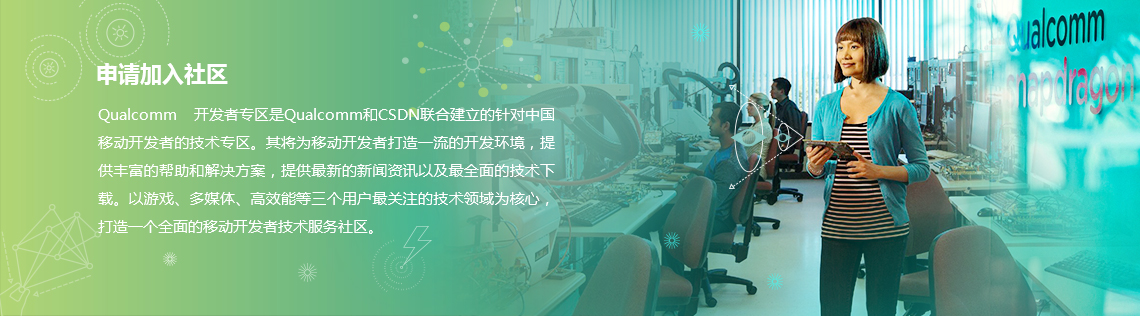 申请加入社区
Qualcomm 开发者专区是Qualcomm和CSDN联合建立的针对中国
移动开发者的技术专区。其将为移动开发者打造一流的开发环境，提
供丰富的帮助和解决方案，提供最新的新闻资讯以及最全面的技术下
载。以游戏、多媒体、高效能等三个用户最关注的技术领域为核心，
打造一个全面的移动开发者技术服务社区。
Qualcomm
snapdragon